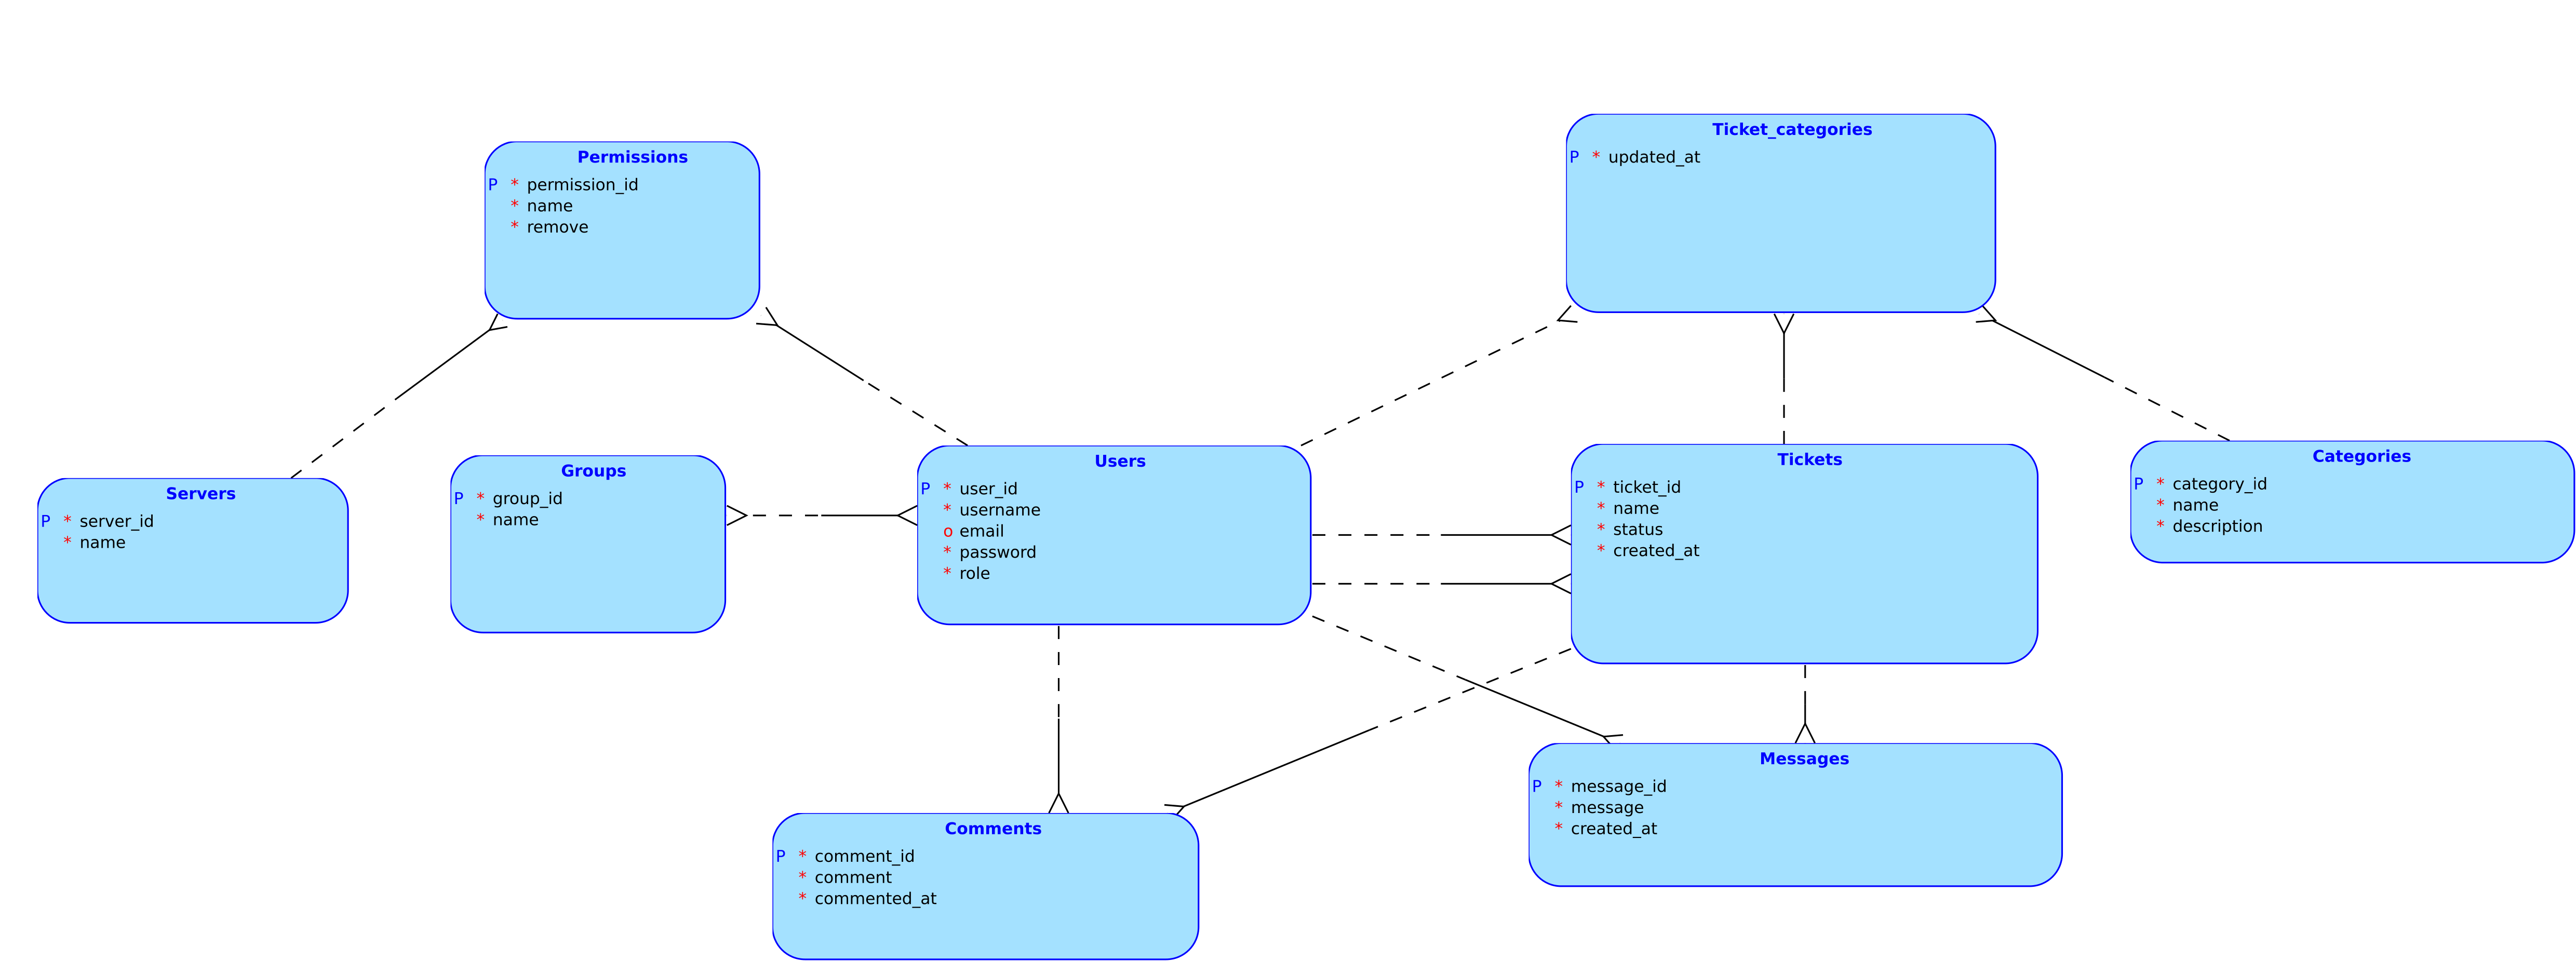 Permissions
P * permission_id
* name
* remove
Ticket_categories
P * updated_at
Servers
P * server_id
* name
Groups
P * group_id
* name
Users
P * user_id
* username
o email
* password
* role
Tickets
P * ticket_id
* name
* status
* created_at
Categories
P * category_id
* name
* description
Comments
P * comment_id
* comment
* commented_at
Messages
P * message_id
* message
* created_at